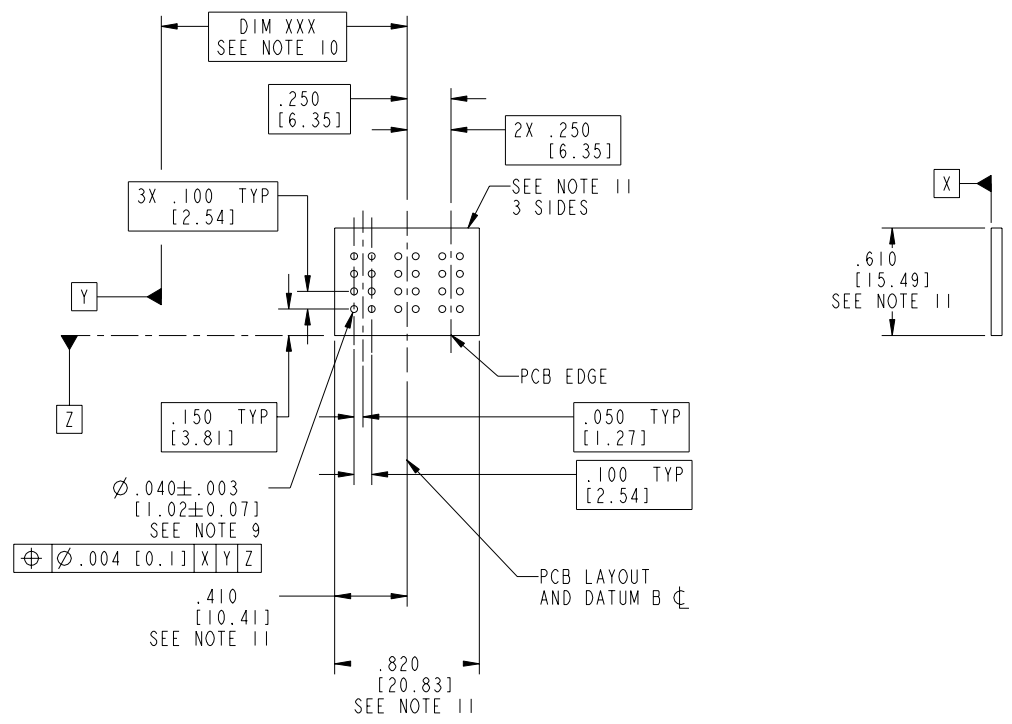 DIM XXX
SEE NOTE 10
.250
[6.35]
2X .250
[6.35]
3X .100 TYP
[2.54]
SEE NOTE 11
3 SIDES
X
Y
.610
[15.49]
SEE NOTE 11
Z
PCB EDGE
.150 TYP
[3.81]
.050 TYP
[1.27]
.100 TYP
[2.54]
Ø.040±.003
[1.02±0.07]
SEE NOTE 9
⌖ Ø.004 [0.1] X Y Z
PCB LAYOUT
AND DATUM B ℄
.410
[10.41]
SEE NOTE 11
.820
[20.83]
SEE NOTE 11